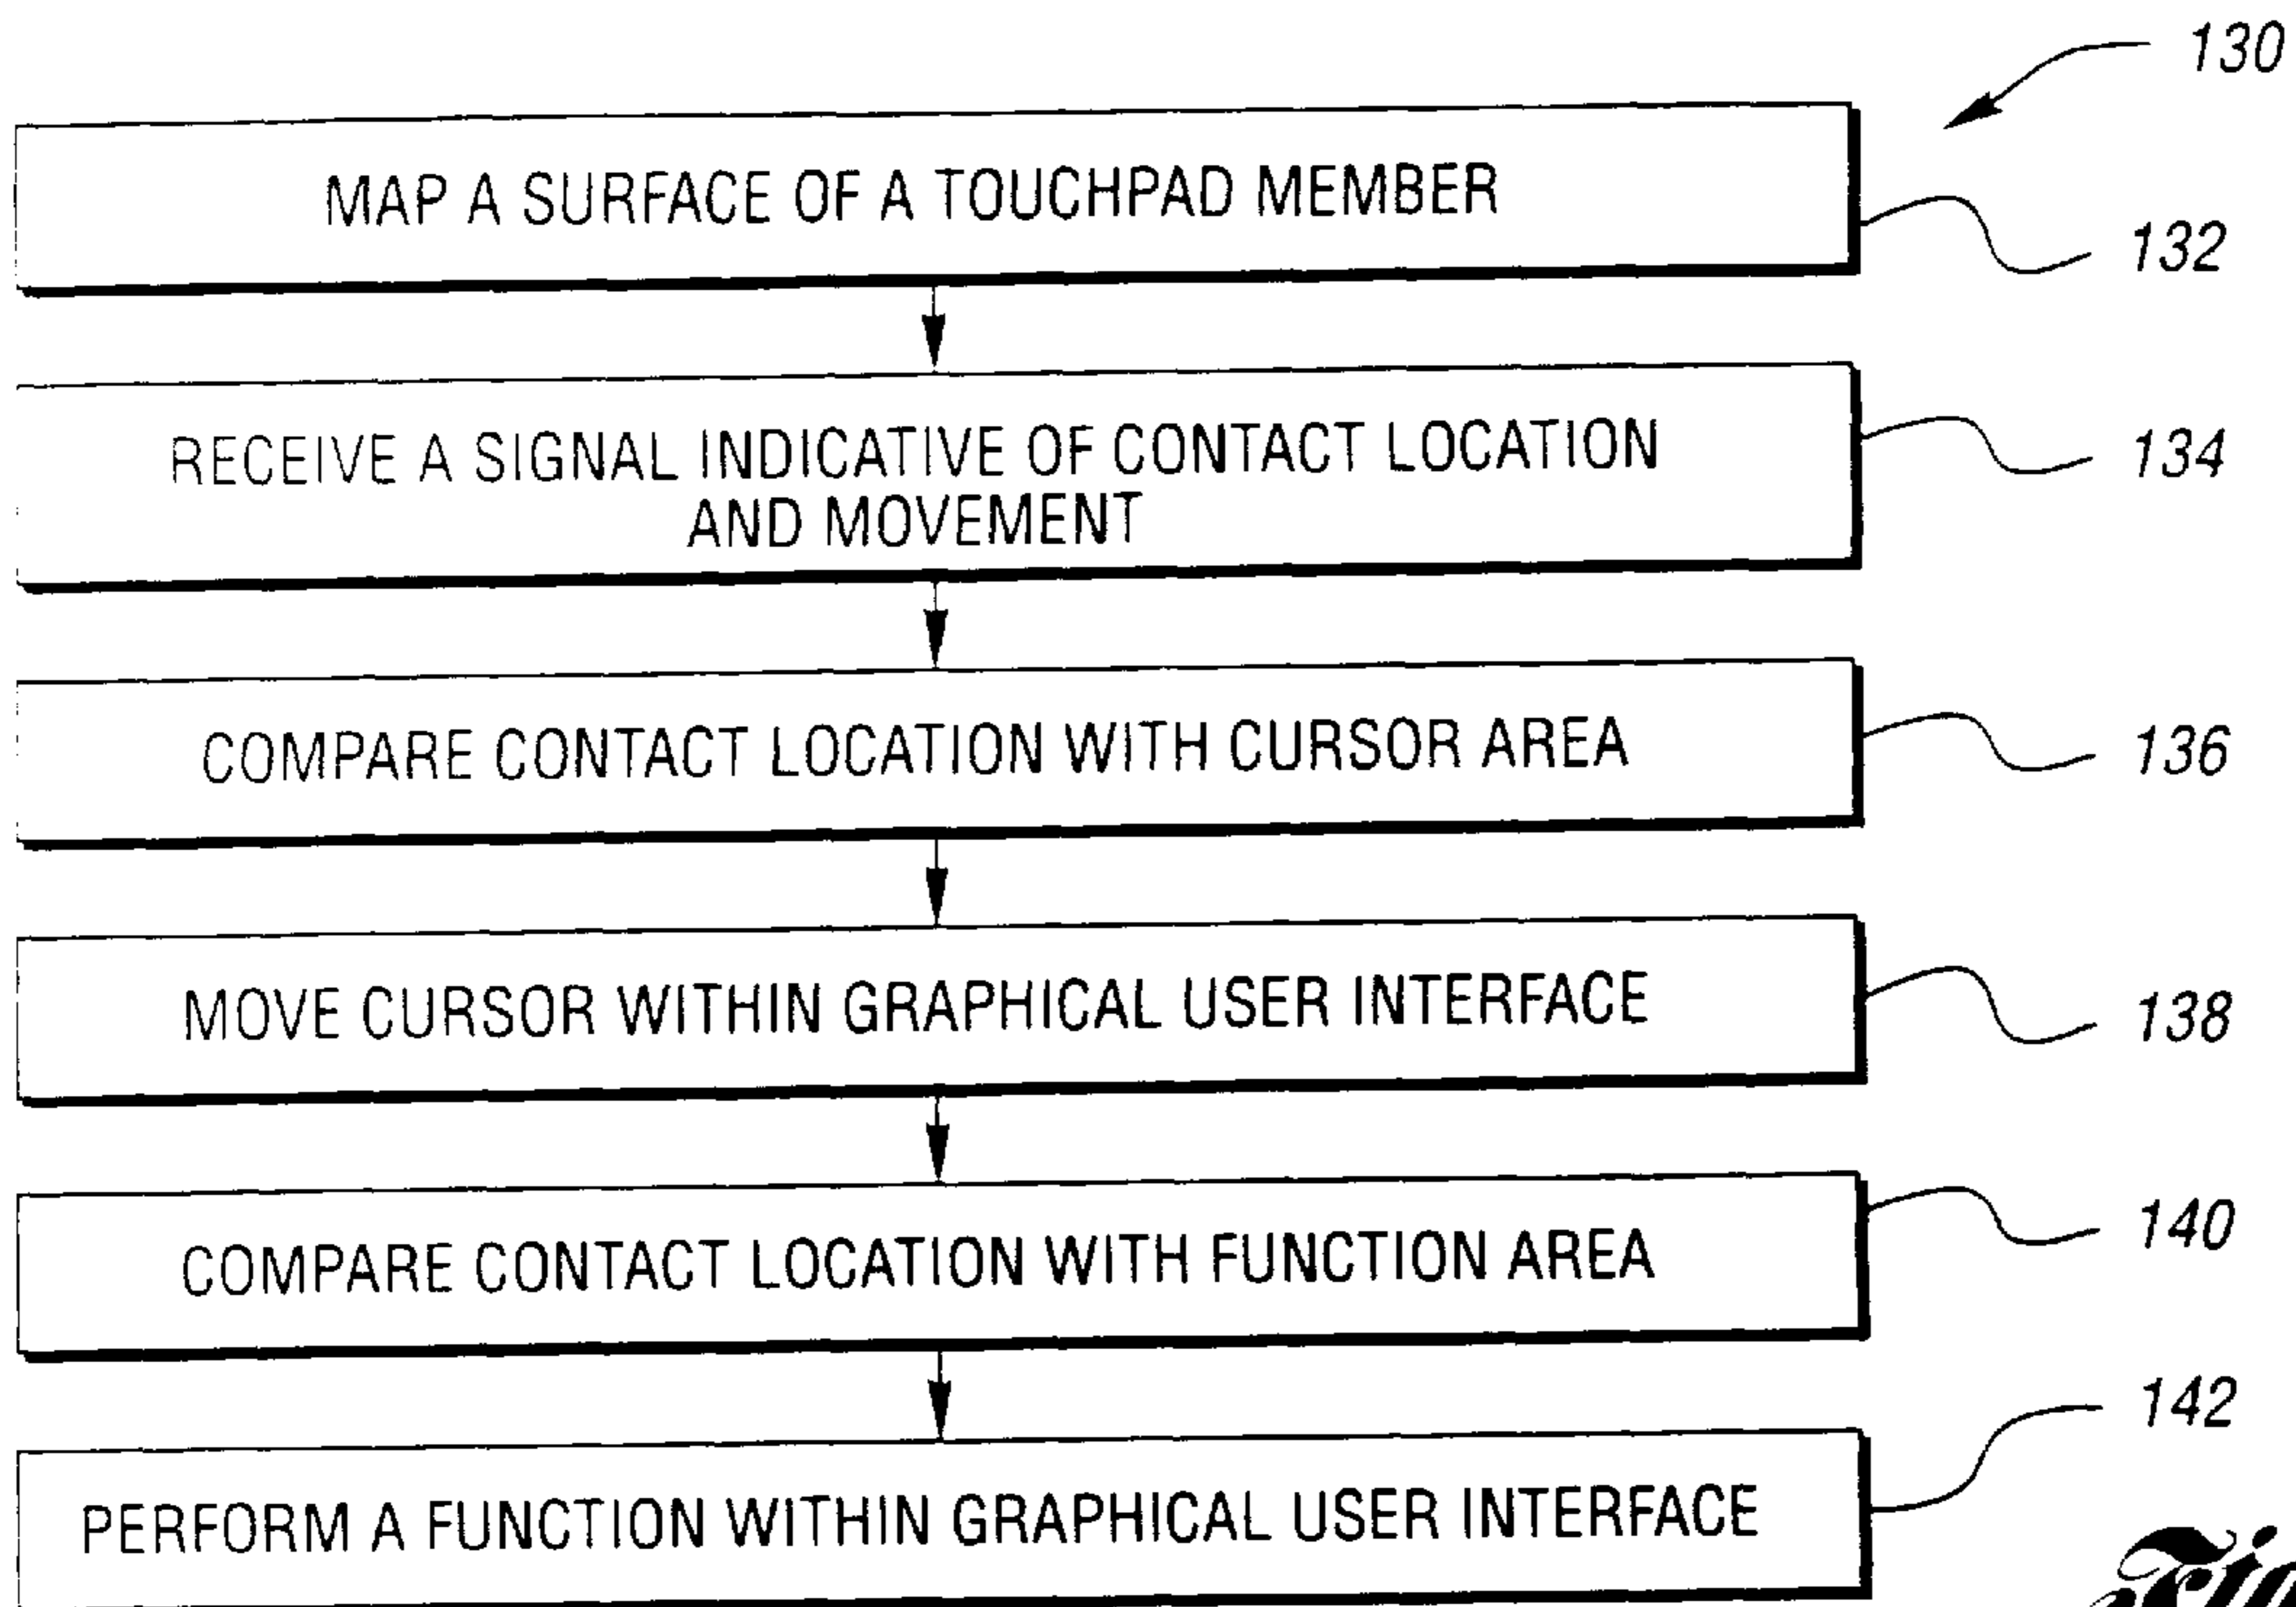 130
MAP A SURFACE OF A TOUCHPAD MEMBER
132
RECEIVE A SIGNAL INDICATIVE OF CONTACT LOCATION
AND MOVEMENT
134
COMPARE CONTACT LOCATION WITH CURSOR AREA
136
MOVE CURSOR WITHIN GRAPHICAL USER INTERFACE
138
COMPARE CONTACT LOCATION WITH FUNCTION AREA
140
PERFORM A FUNCTION WITHIN GRAPHICAL USER INTERFACE
142